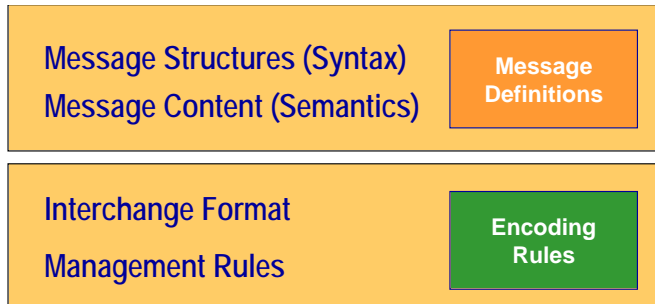 Message Structures (Syntax)
Message Content (Semantics)
Message
Definitions
Interchange Format
Management Rules
Encoding
Rules